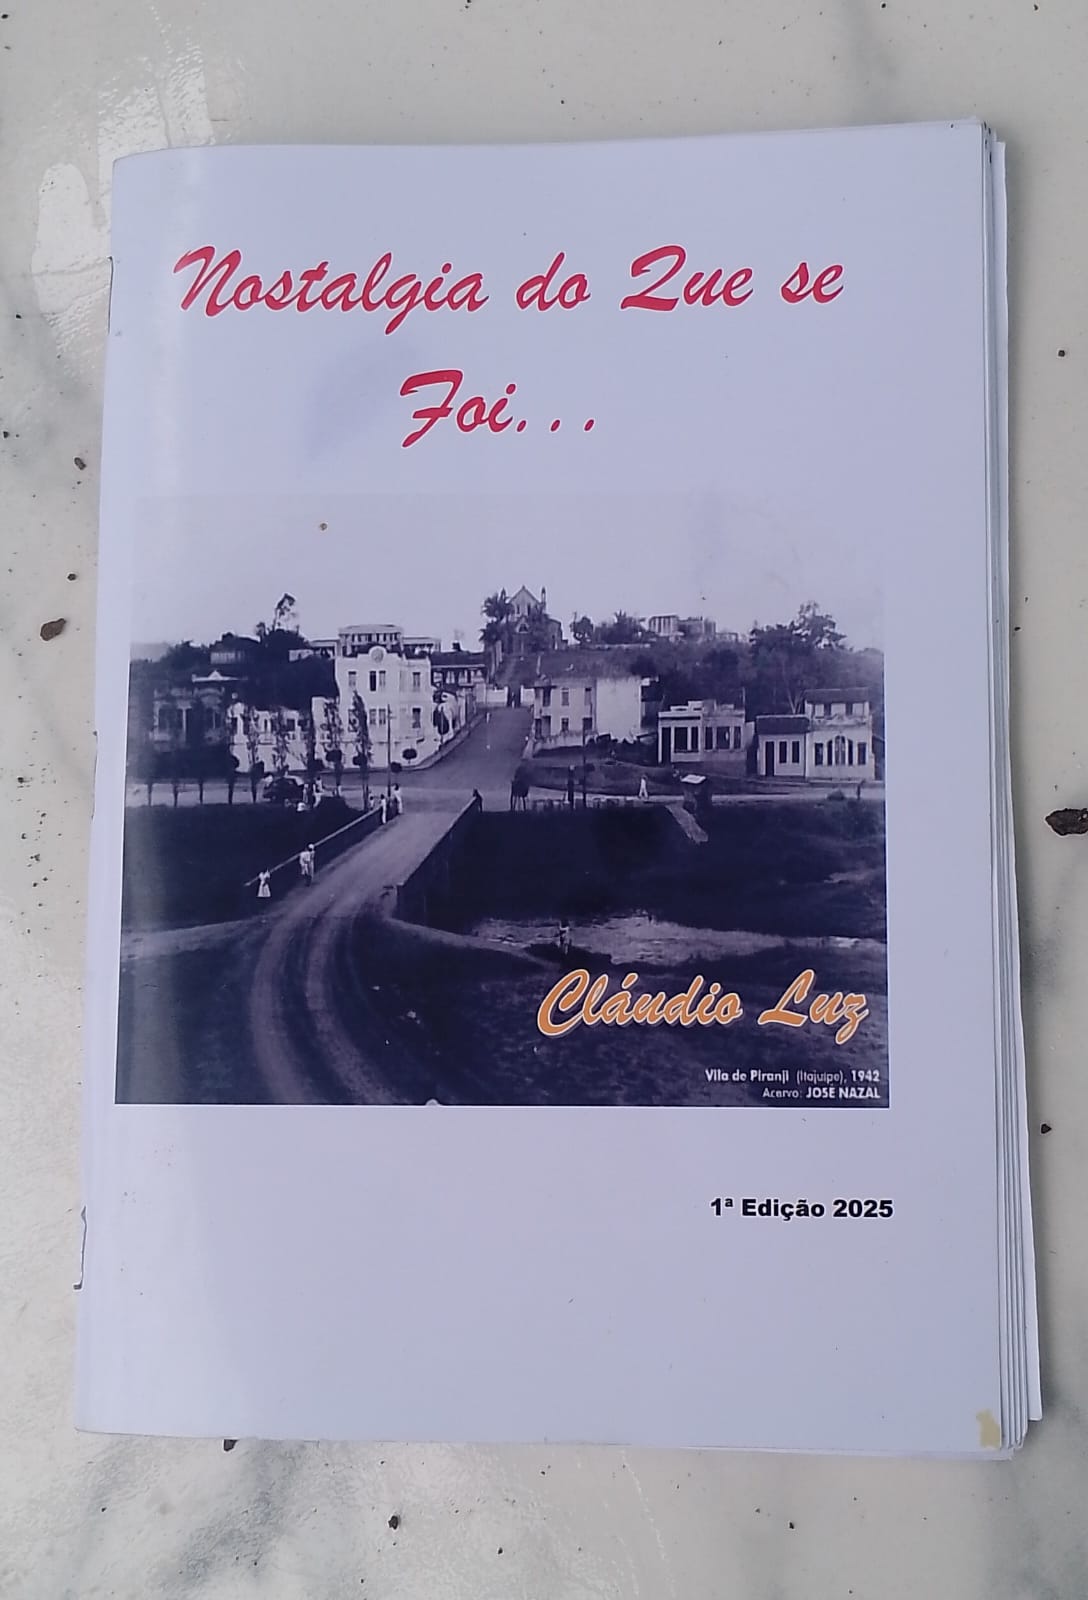 Nostalgia do Que se
Foi...
Cláudio Luz
Vila de Piranji (Itajuípe), 1942
Acervo: JOSÉ NAZAL
1ª Edição 2025